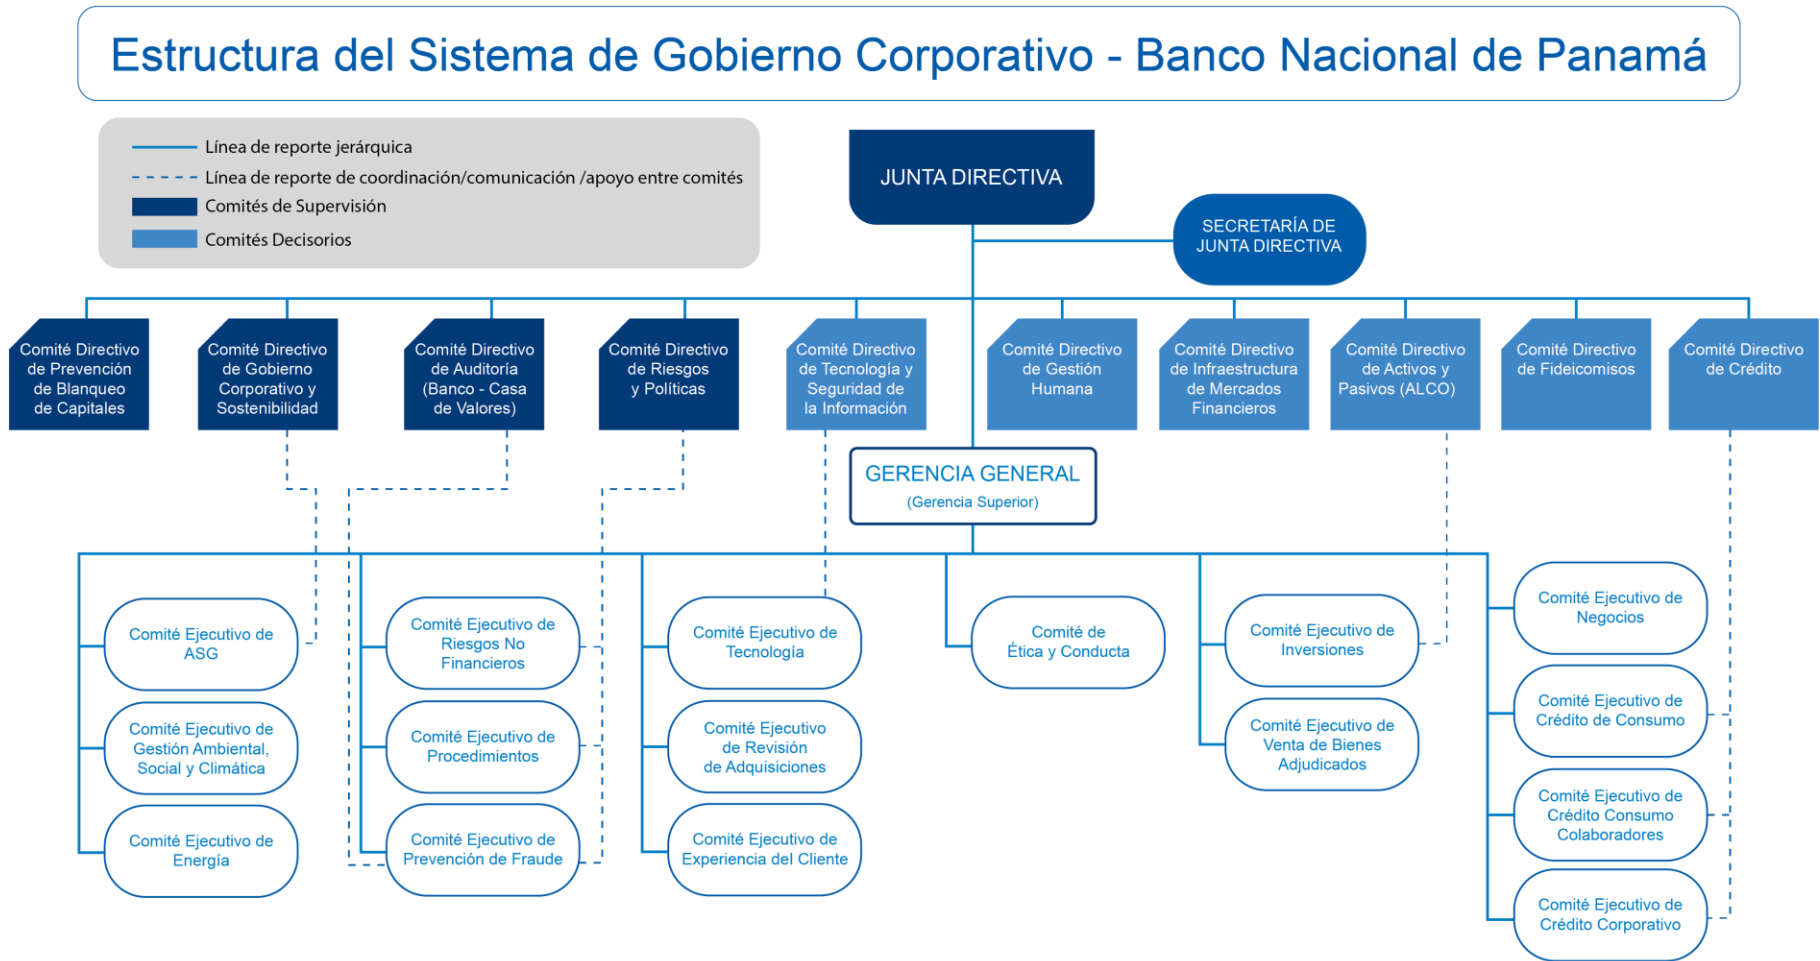 Estructura del Sistema de Gobierno Corporativo - Banco Nacional de Panamá
Línea de reporte jerárquica
Línea de reporte de coordinación/comunicación /apoyo entre comités
Comités de Supervisión
Comités Decisorios
JUNTA DIRECTIVA
SECRETARÍA DE
JUNTA DIRECTIVA
Comité Directivo
de Prevención
de Blanqueo
de Capitales
Comité Directivo
de Gobierno
Corporativo y
Sostenibilidad
Comité Directivo
de Auditoría
(Banco - Casa
de Valores)
Comité Directivo
de Riesgos
y Políticas
Comité Directivo
de Tecnología y
Seguridad de
la Información
Comité Directivo
de Gestión
Humana
Comité Directivo
de Infraestructura
de Mercados
Financieros
Comité Directivo
de Activos y
Pasivos (ALCO)
Comité Directivo
de Fideicomisos
Comité Directivo
de Crédito
GERENCIA GENERAL
(Gerencia Superior)
Comité Ejecutivo de
ASG
Comité Ejecutivo de
Gestión Ambiental,
Social y Climática
Comité Ejecutivo de
Energía
Comité Ejecutivo de
Riesgos No
Financieros
Comité Ejecutivo de
Procedimientos
Comité Ejecutivo de
Prevención de Fraude
Comité Ejecutivo de
Tecnología
Comité Ejecutivo
de Revisión
de Adquisiciones
Comité Ejecutivo de
Experiencia del Cliente
Comité de
Ética y Conducta
Comité Ejecutivo de
Inversiones
Comité Ejecutivo de
Venta de Bienes
Adjudicados
Comité Ejecutivo de
Negocios
Comité Ejecutivo de
Crédito de Consumo
Comité Ejecutivo de
Crédito Consumo
Colaboradores
Comité Ejecutivo de
Crédito Corporativo